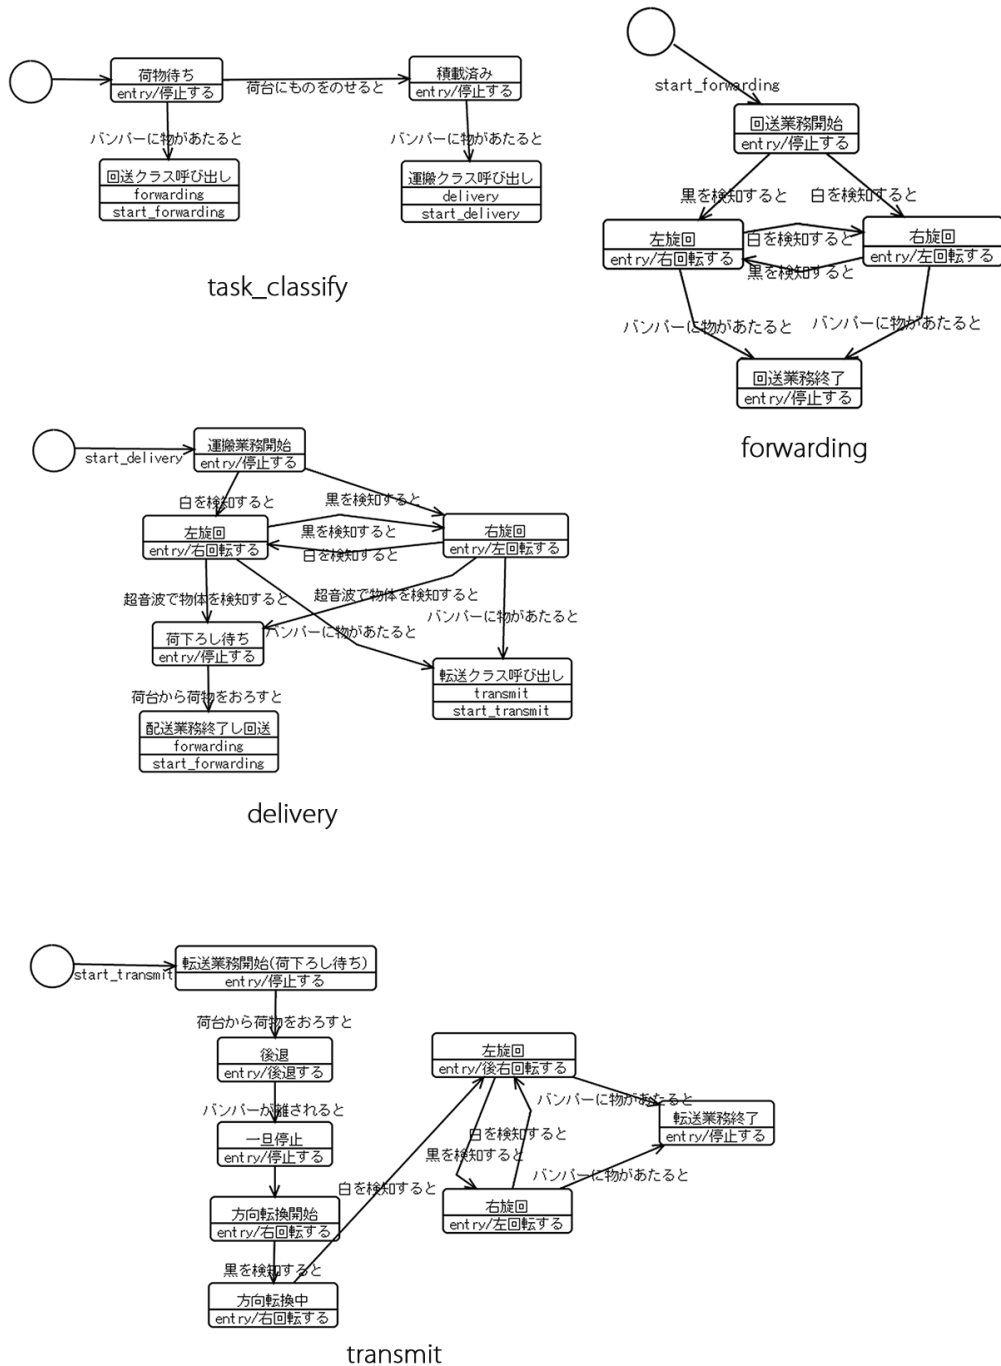 荷物待ち
entry/停止する
荷台にものをのせると
積載済み
entry/停止する
バンパーに物があたると
バンパーに物があたると
回送クラス呼び出し
forwarding
start_forwarding
運搬クラス呼び出し
delivery
start_delivery
task_classify
start_forwarding
回送業務開始
entry/停止する
黒を検知すると
白を検知すると
左旋回
entry/右回転する
白を検知すると
黒を検知すると
右旋回
entry/左回転する
バンパーに物があたると
バンパーに物があたると
回送業務終了
entry/停止する
forwarding
start_delivery
運搬業務開始
entry/停止する
白を検知すると
黒を検知すると
左旋回
entry/右回転する
黒を検知すると
白を検知すると
右旋回
entry/左回転する
超音波で物体を検知すると
超音波で物体を検知すると
バンパーに物があたると
バンパーに物があたると
荷下ろし待ち
entry/停止する
転送クラス呼び出し
transmit
start_transmit
荷台から荷物をおろすと
配送業務終了し回送
forwarding
start_forwarding
delivery
start_transmit
転送業務開始(荷下ろし待ち)
entry/停止する
荷台から荷物をおろすと
後退
entry/後退する
バンパーが離されると
一旦停止
entry/停止する
方向転換開始
entry/右回転する
黒を検知すると
方向転換中
entry/右回転する
白を検知すると
左旋回
entry/後右回転する
バンパーに物があたると
白を検知すると
黒を検知すると
転送業務終了
entry/停止する
バンパーに物があたると
右旋回
entry/左回転する
transmit